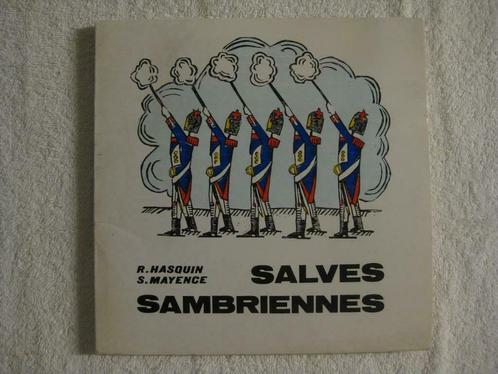 R. HASQUIN
S. MAYENCE
SALVES
SAMBRIENNES